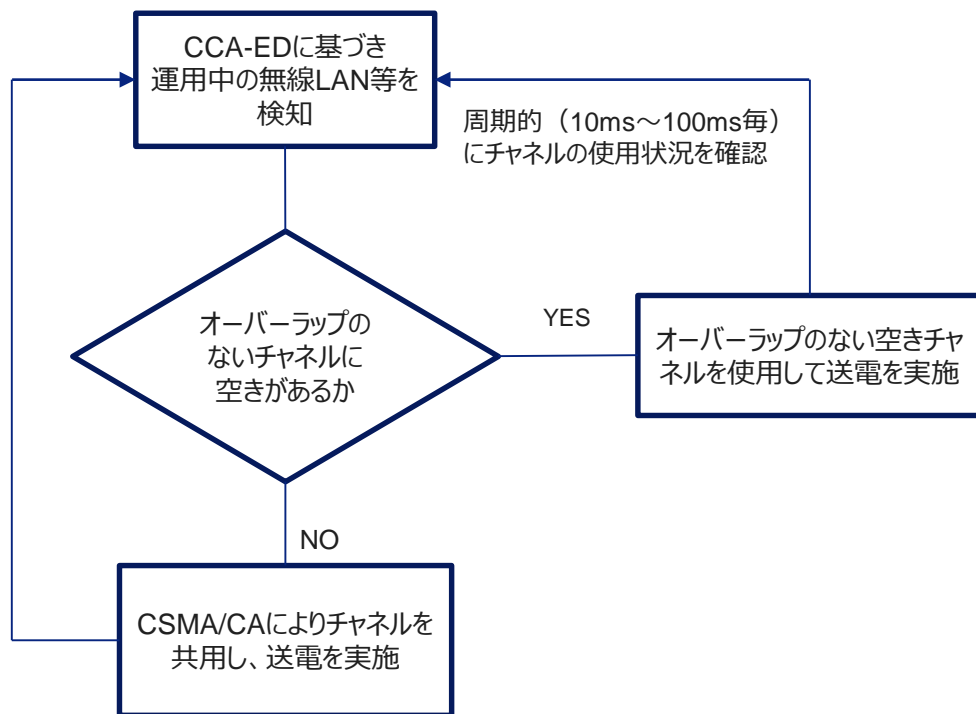 CCA-EDに基づき
運用中の無線LAN等を
検知
周期的（10ms～100ms毎）
にチャネルの使用状況を確認
オーバーラップの
ないチャネルに
空きがあるか
YES
オーバーラップのない空きチャ
ネルを使用して送電を実施
NO
CSMA/CAによりチャネルを
共用し、送電を実施